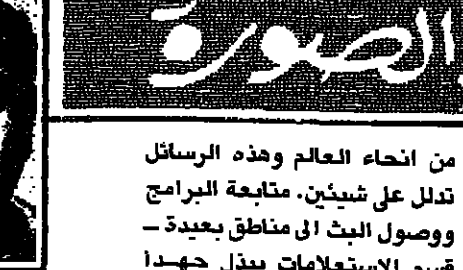 الصورة
من انحاء العالم وهذه الرسائل
تدلل على شيئين. متابعة البرامج
ووصول البث الى مناطق بعيدة ـ
قسم الاستعلامات يبذل جهداً